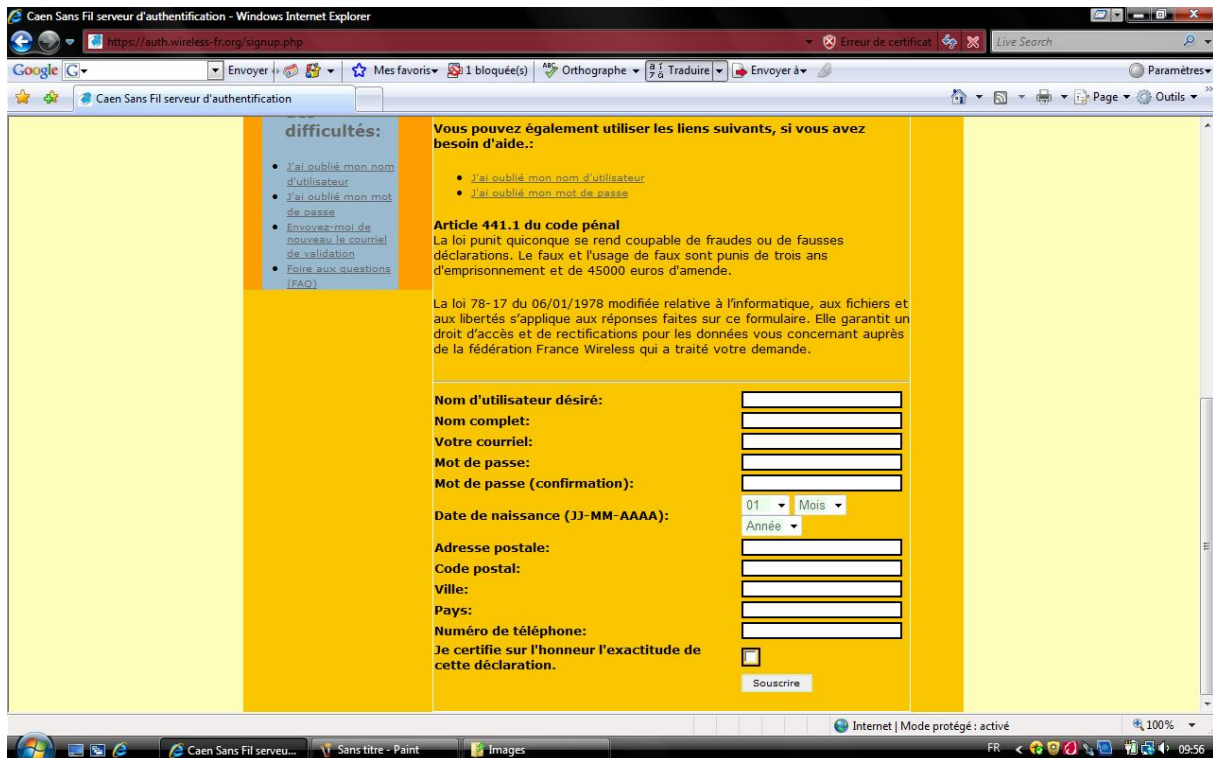 Caen Sans Fil serveur d'authentification - Windows Internet Explorer
https://auth.wireless-fr.org/signup.php
Erreur de certificat
Live Search
Google
G
Envoyer
Mes favoris
1 bloquée(s)
ABC Orthographe
Traduire
Envoyer à
Paramètres
Caen Sans Fil serveur d'authentification
Page
Outils
difficultés:
J'ai oublié mon nom
d'utilisateur
J'ai oublié mon mot
de passe
Envoyez-moi de
nouveau le courriel
de validation
Foire aux questions
(FAQ)
Vous pouvez également utiliser les liens suivants, si vous avez
besoin d'aide.:
J'ai oublié mon nom d'utilisateur
J'ai oublié mon mot de passe
Article 441.1 du code pénal
La loi punit quiconque se rend coupable de fraudes ou de fausses
déclarations. Le faux et l'usage de faux sont punis de trois ans
d'emprisonnement et de 45000 euros d'amende.
La loi 78-17 du 06/01/1978 modifiée relative à l’informatique, aux fichiers et
aux libertés s’applique aux réponses faites sur ce formulaire. Elle garantit un
droit d’accès et de rectifications pour les données vous concernant auprès
de la fédération France Wireless qui a traité votre demande.
Nom d'utilisateur désiré:
Nom complet:
Votre courriel:
Mot de passe:
Mot de passe (confirmation):
Date de naissance (JJ-MM-AAAA):
01 Mois
Année
Adresse postale:
Code postal:
Ville:
Pays:
Numéro de téléphone:
Je certifie sur l'honneur l'exactitude de
cette déclaration.
Souscrire
Internet | Mode protégé : activé
100%
Caen Sans Fil serveu...
Sans titre - Paint
Images
FR
09:56